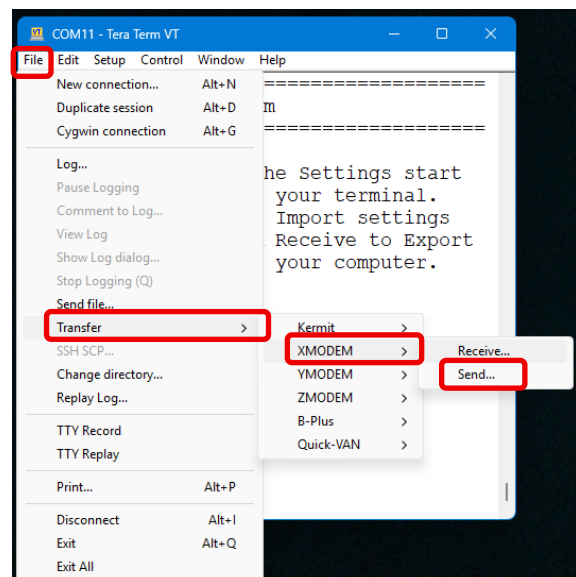 COM11 - Tera Term VT
File Edit Setup Control Window Help
New connection... Alt+N
Duplicate session Alt+D
Cygwin connection Alt+G
Log...
Pause Logging
Comment to Log...
View Log
Show Log dialog...
Stop Logging (Q)
Send file...
Transfer >
SSH SCP...
Change directory...
Replay Log...
TTY Record
TTY Replay
Print... Alt+P
Disconnect Alt+I
Exit Alt+Q
Exit All
Kermit >
XMODEM >
YMODEM >
ZMODEM >
B-Plus >
Quick-VAN >
Receive...
Send...
====================
m
====================
he Settings start
your terminal.
Import settings
Receive to Export
your computer.